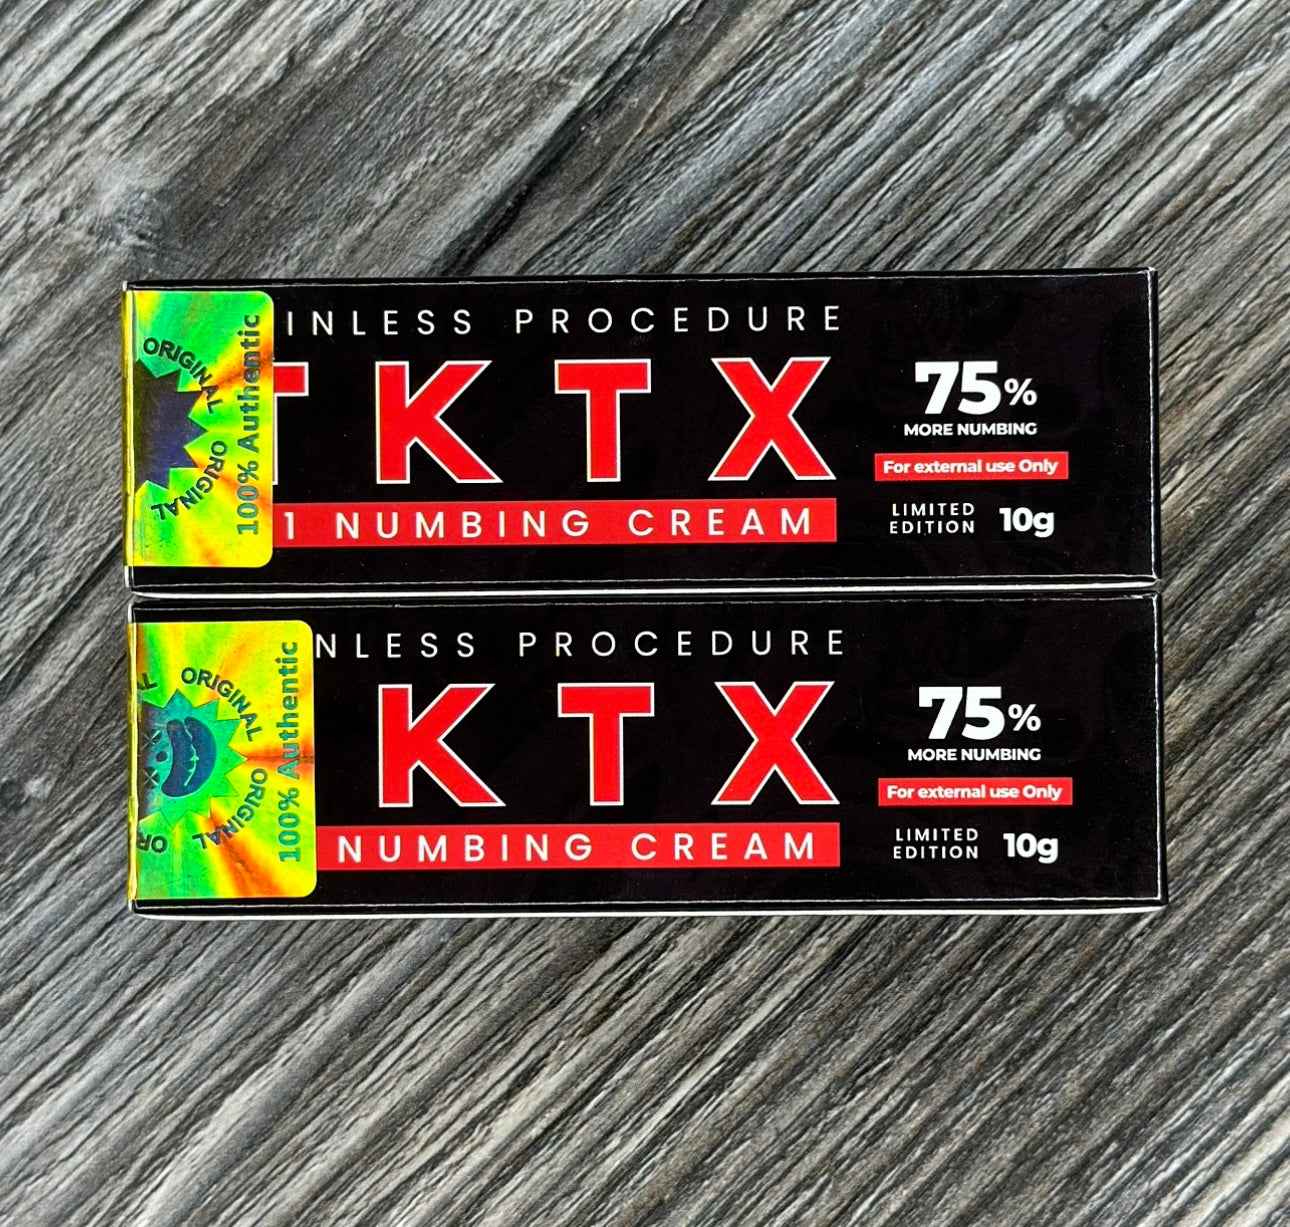 INLESS PROCEDURE
TKTX
1 NUMBING CREAM
75%
MORE NUMBING
For external use Only
LIMITED
EDITION
10g
ORIGINAL
ORIGINAL
100% Authentic
NLESS PROCEDURE
KTX
NUMBING CREAM
75%
MORE NUMBING
For external use Only
LIMITED
EDITION
10g
ORIGINAL
ORIGINAL
100% Authentic